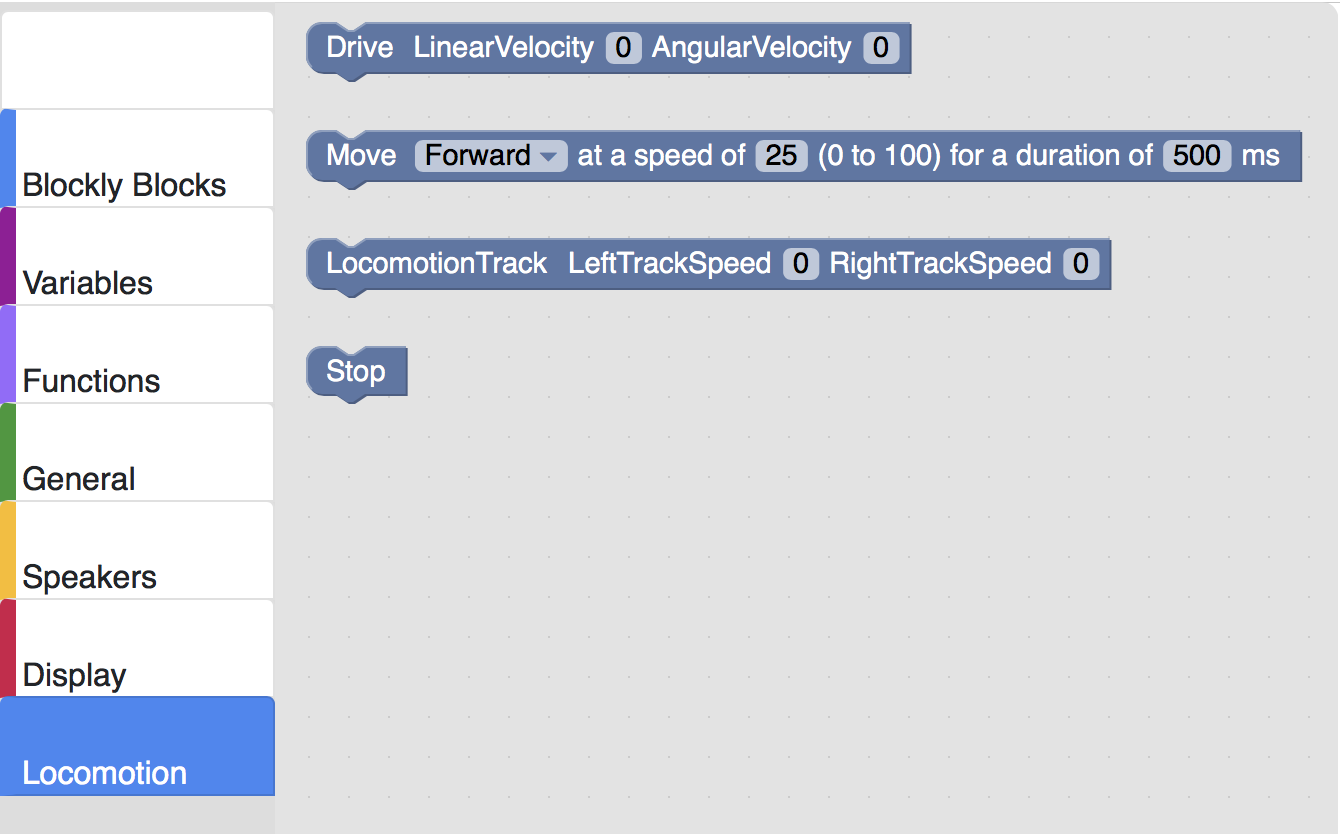 Drive LinearVelocity 0 AngularVelocity 0
Move Forward at a speed of 25 (0 to 100) for a duration of 500 ms
Blockly Blocks
LocomotionTrack LeftTrackSpeed 0 RightTrackSpeed 0
Variables
Stop
Functions
General
Speakers
Display
Locomotion